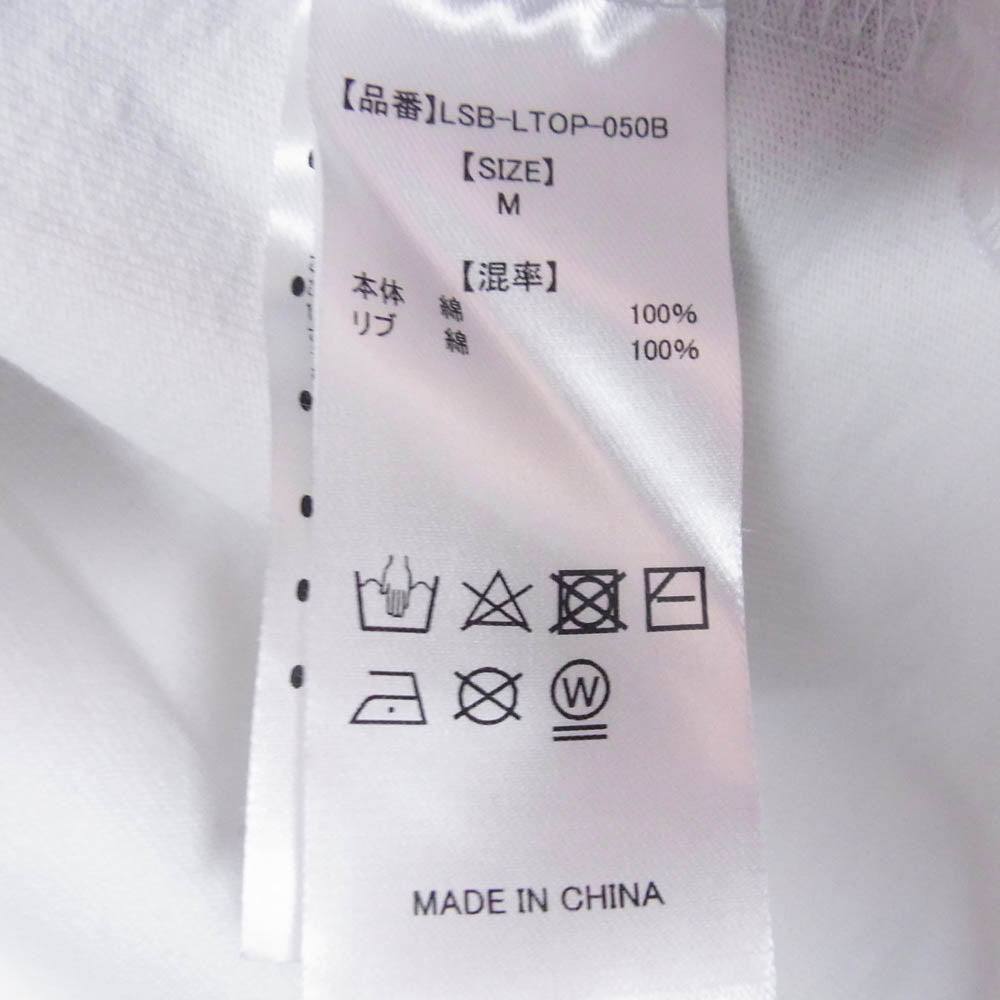 【品番】LSB-LTOP-050B
【SIZE】
M
【混率】
本体 綿 100%
リブ 綿 100%
W
MADE IN CHINA